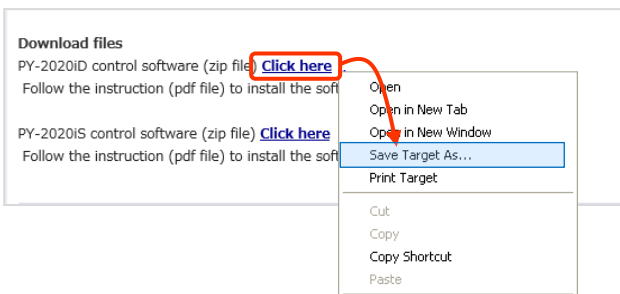 Download files
PY-2020iD control software (zip file) Click here
Follow the instruction (pdf file) to install the soft
PY-2020iS control software (zip file) Click here
Follow the instruction (pdf file) to install the soft
Open
Open in New Tab
Open in New Window
Save Target As...
Print Target
Cut
Copy
Copy Shortcut
Paste